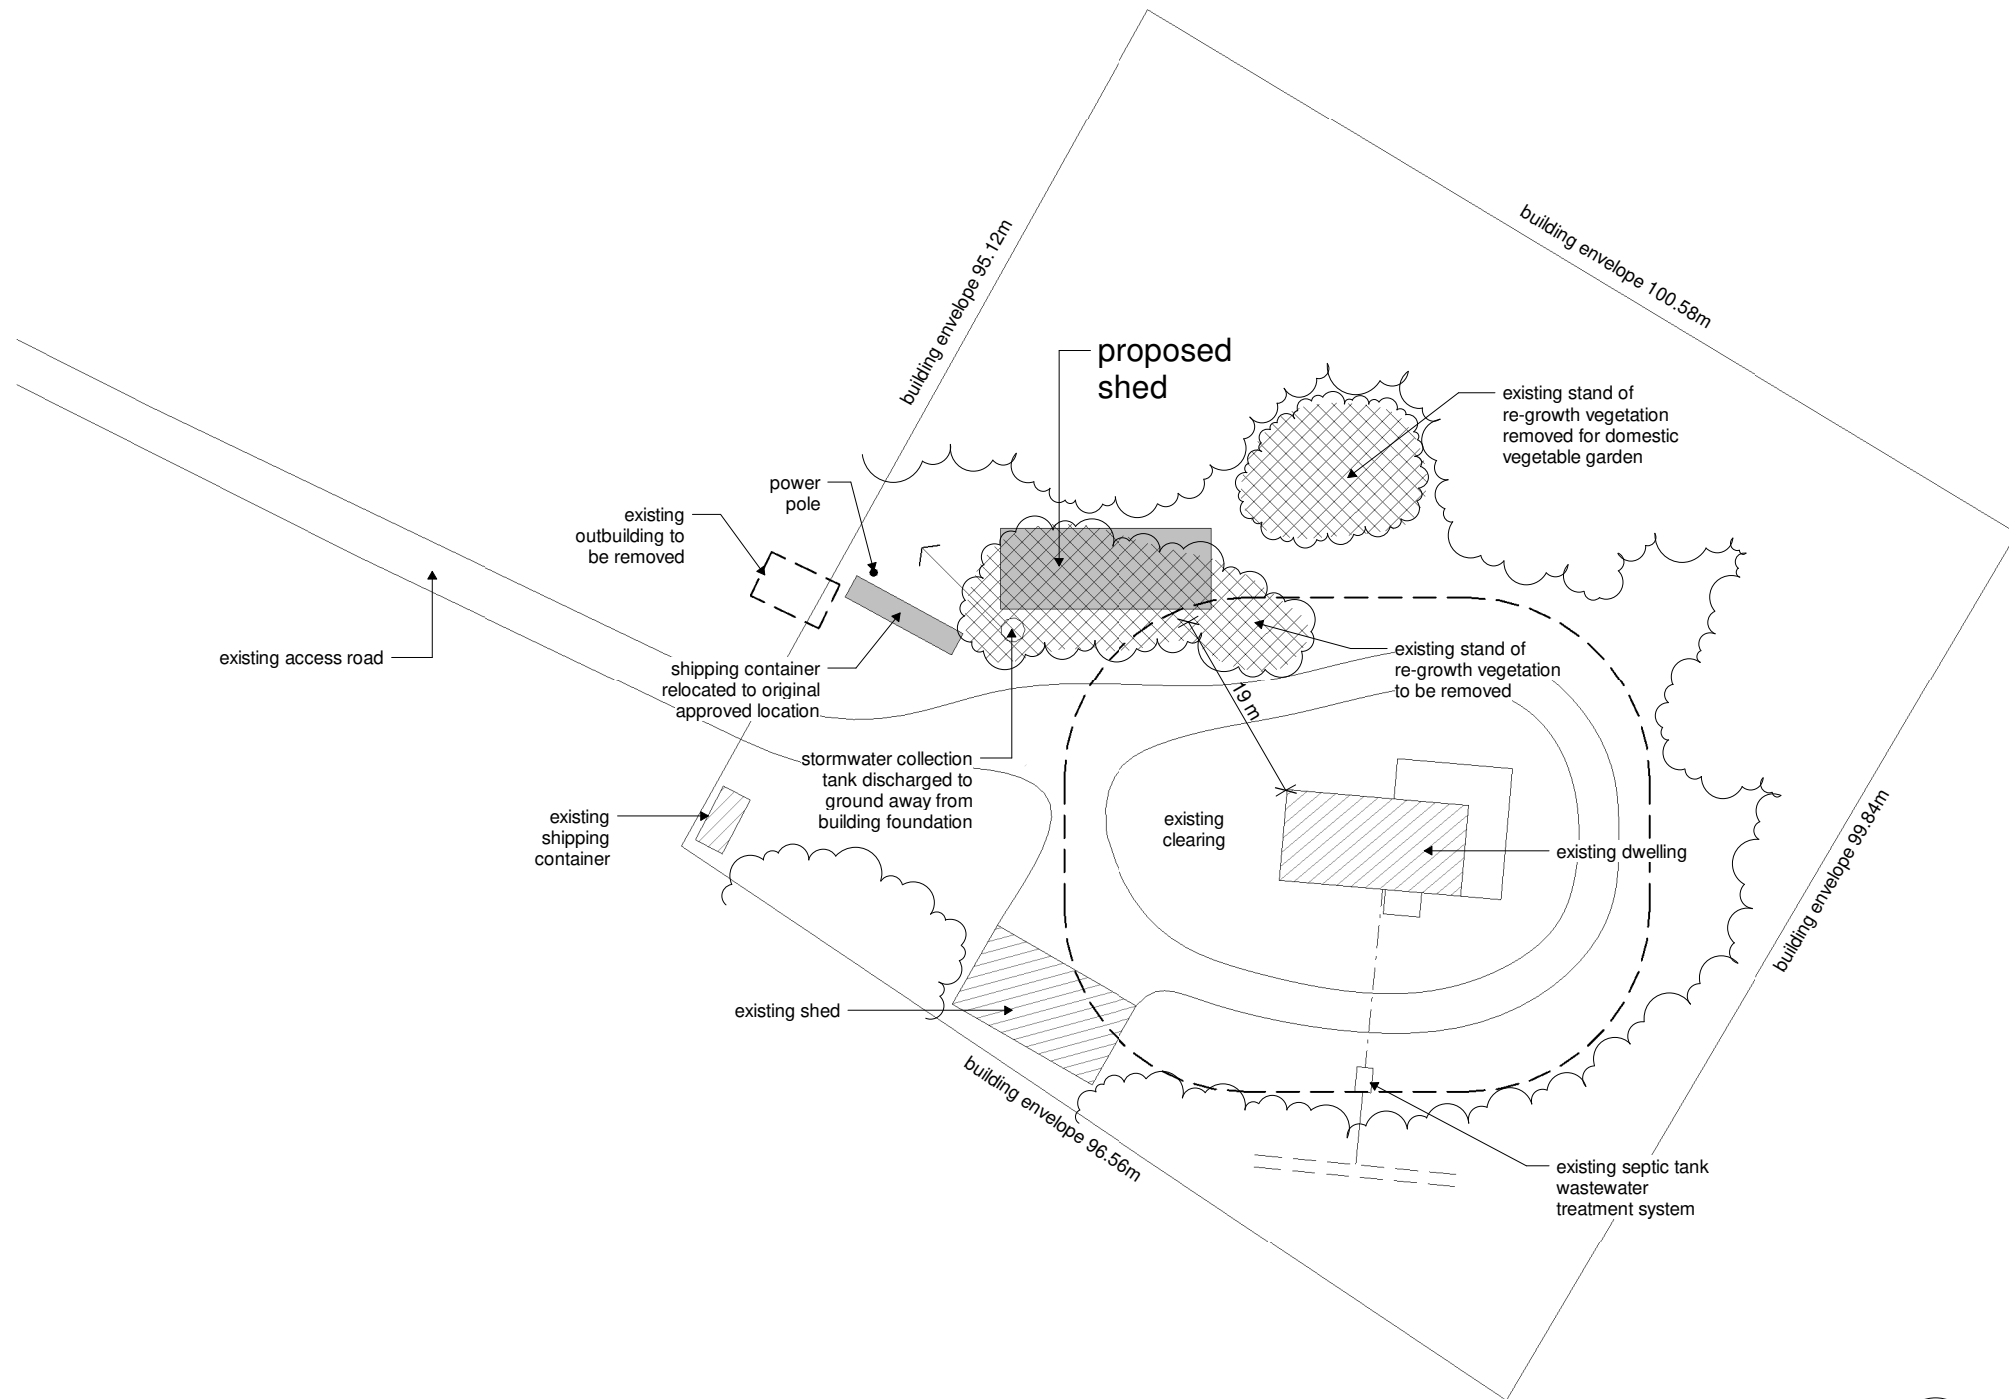 building envelope 95.12m
building envelope 100.58m
proposed
shed
existing stand of
re-growth vegetation
removed for domestic
vegetable garden
power
pole
existing
outbuilding to
be removed
existing access road
shipping container
relocated to original
approved location
existing stand of
re-growth vegetation
to be removed
19 m
stormwater collection
tank discharged to
ground away from
building foundation
existing
shipping
container
existing
clearing
existing dwelling
building envelope 99.84m
existing shed
building envelope 96.56m
existing septic tank
wastewater
treatment system